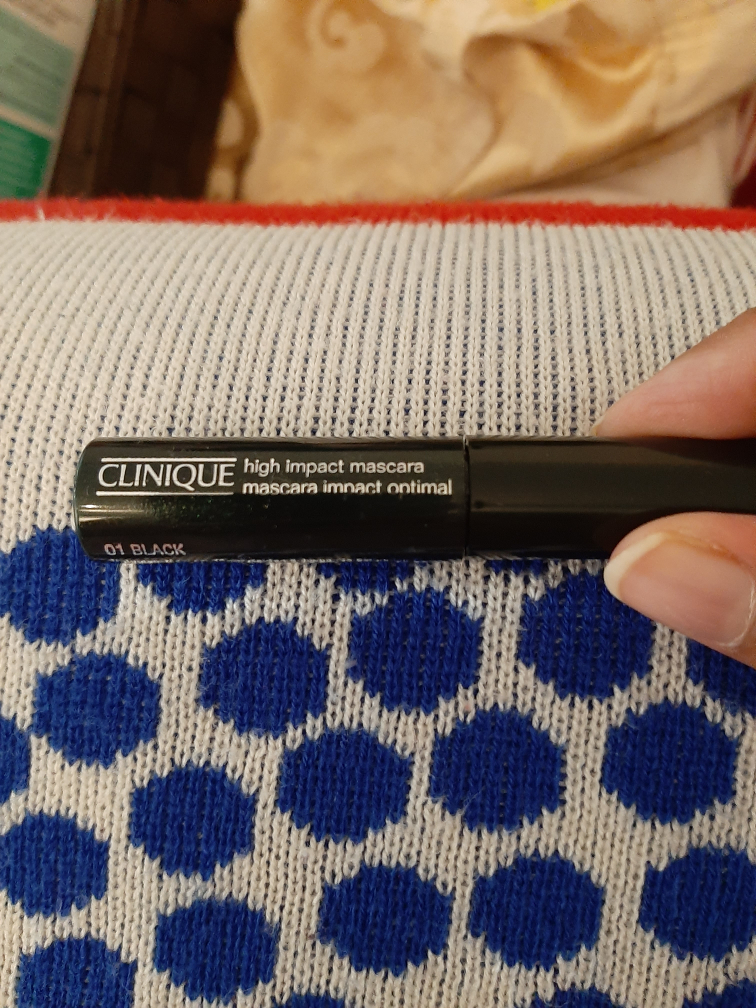 CLINIQUE high impact mascara
mascara impact optimal
01 BLACK